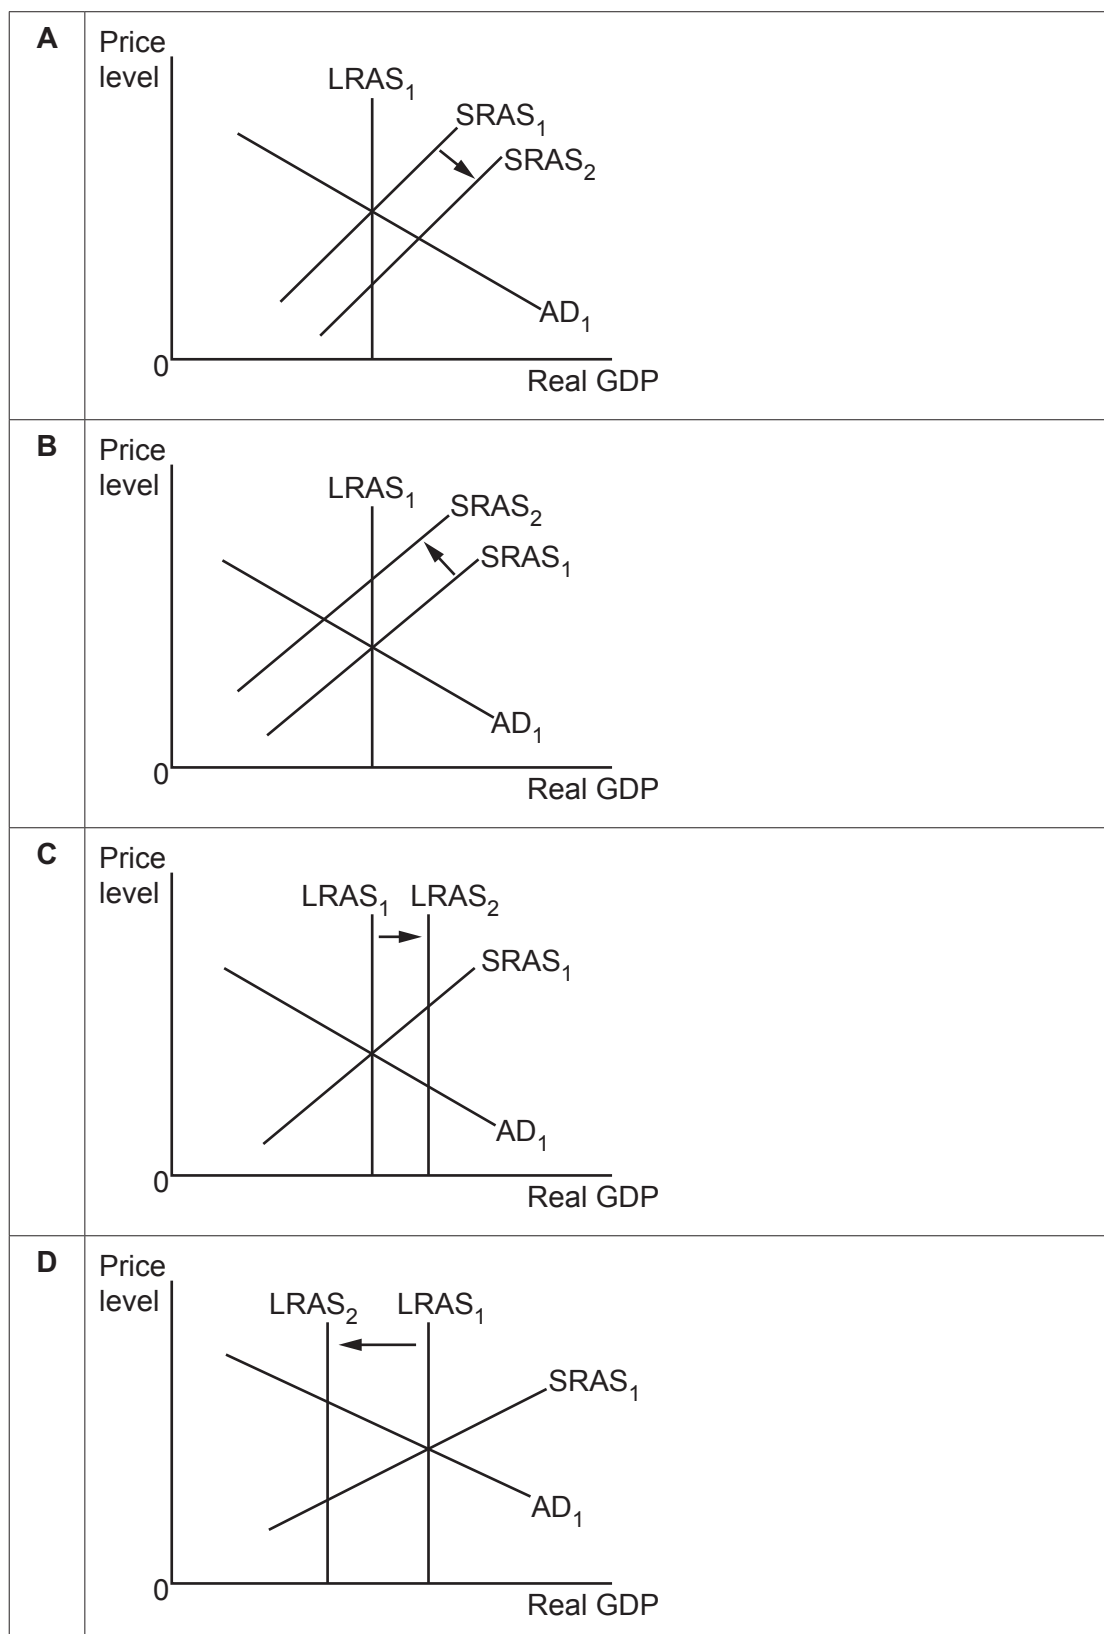 A
Price
level
LRAS1
SRAS1
SRAS2
AD1
0
Real GDP
B
Price
level
LRAS1
SRAS2
SRAS1
AD1
0
Real GDP
C
Price
level
LRAS1 LRAS2
SRAS1
AD1
0
Real GDP
D
Price
level
LRAS2 LRAS1
SRAS1
AD1
0
Real GDP